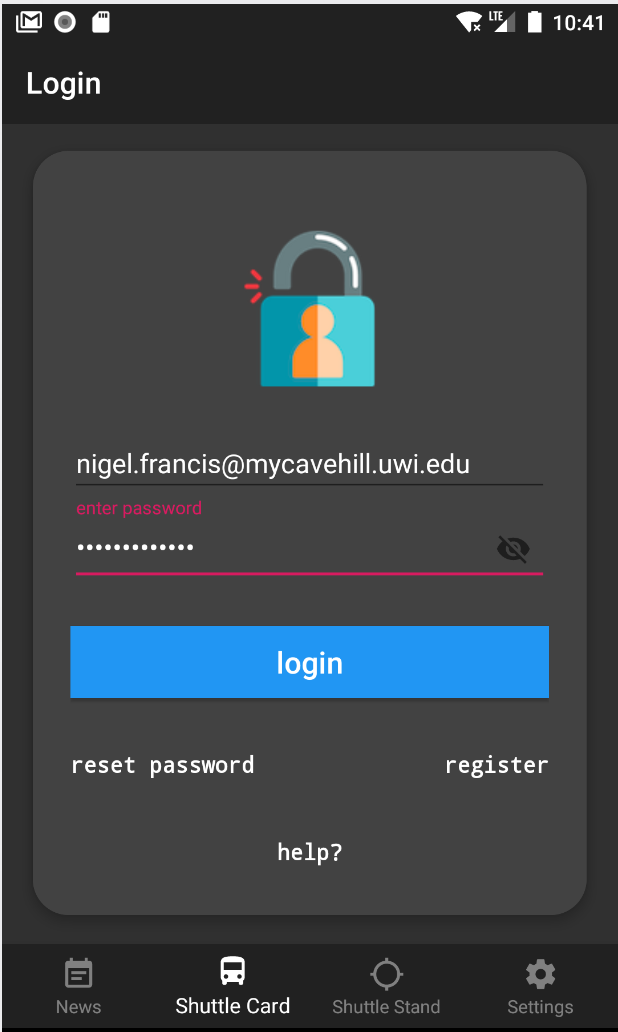 LTE 10:41
Login
nigel.francis@mycavehill.uwi.edu
enter password
•••••••••••••
login
reset password register
help?
News Shuttle Card Shuttle Stand Settings